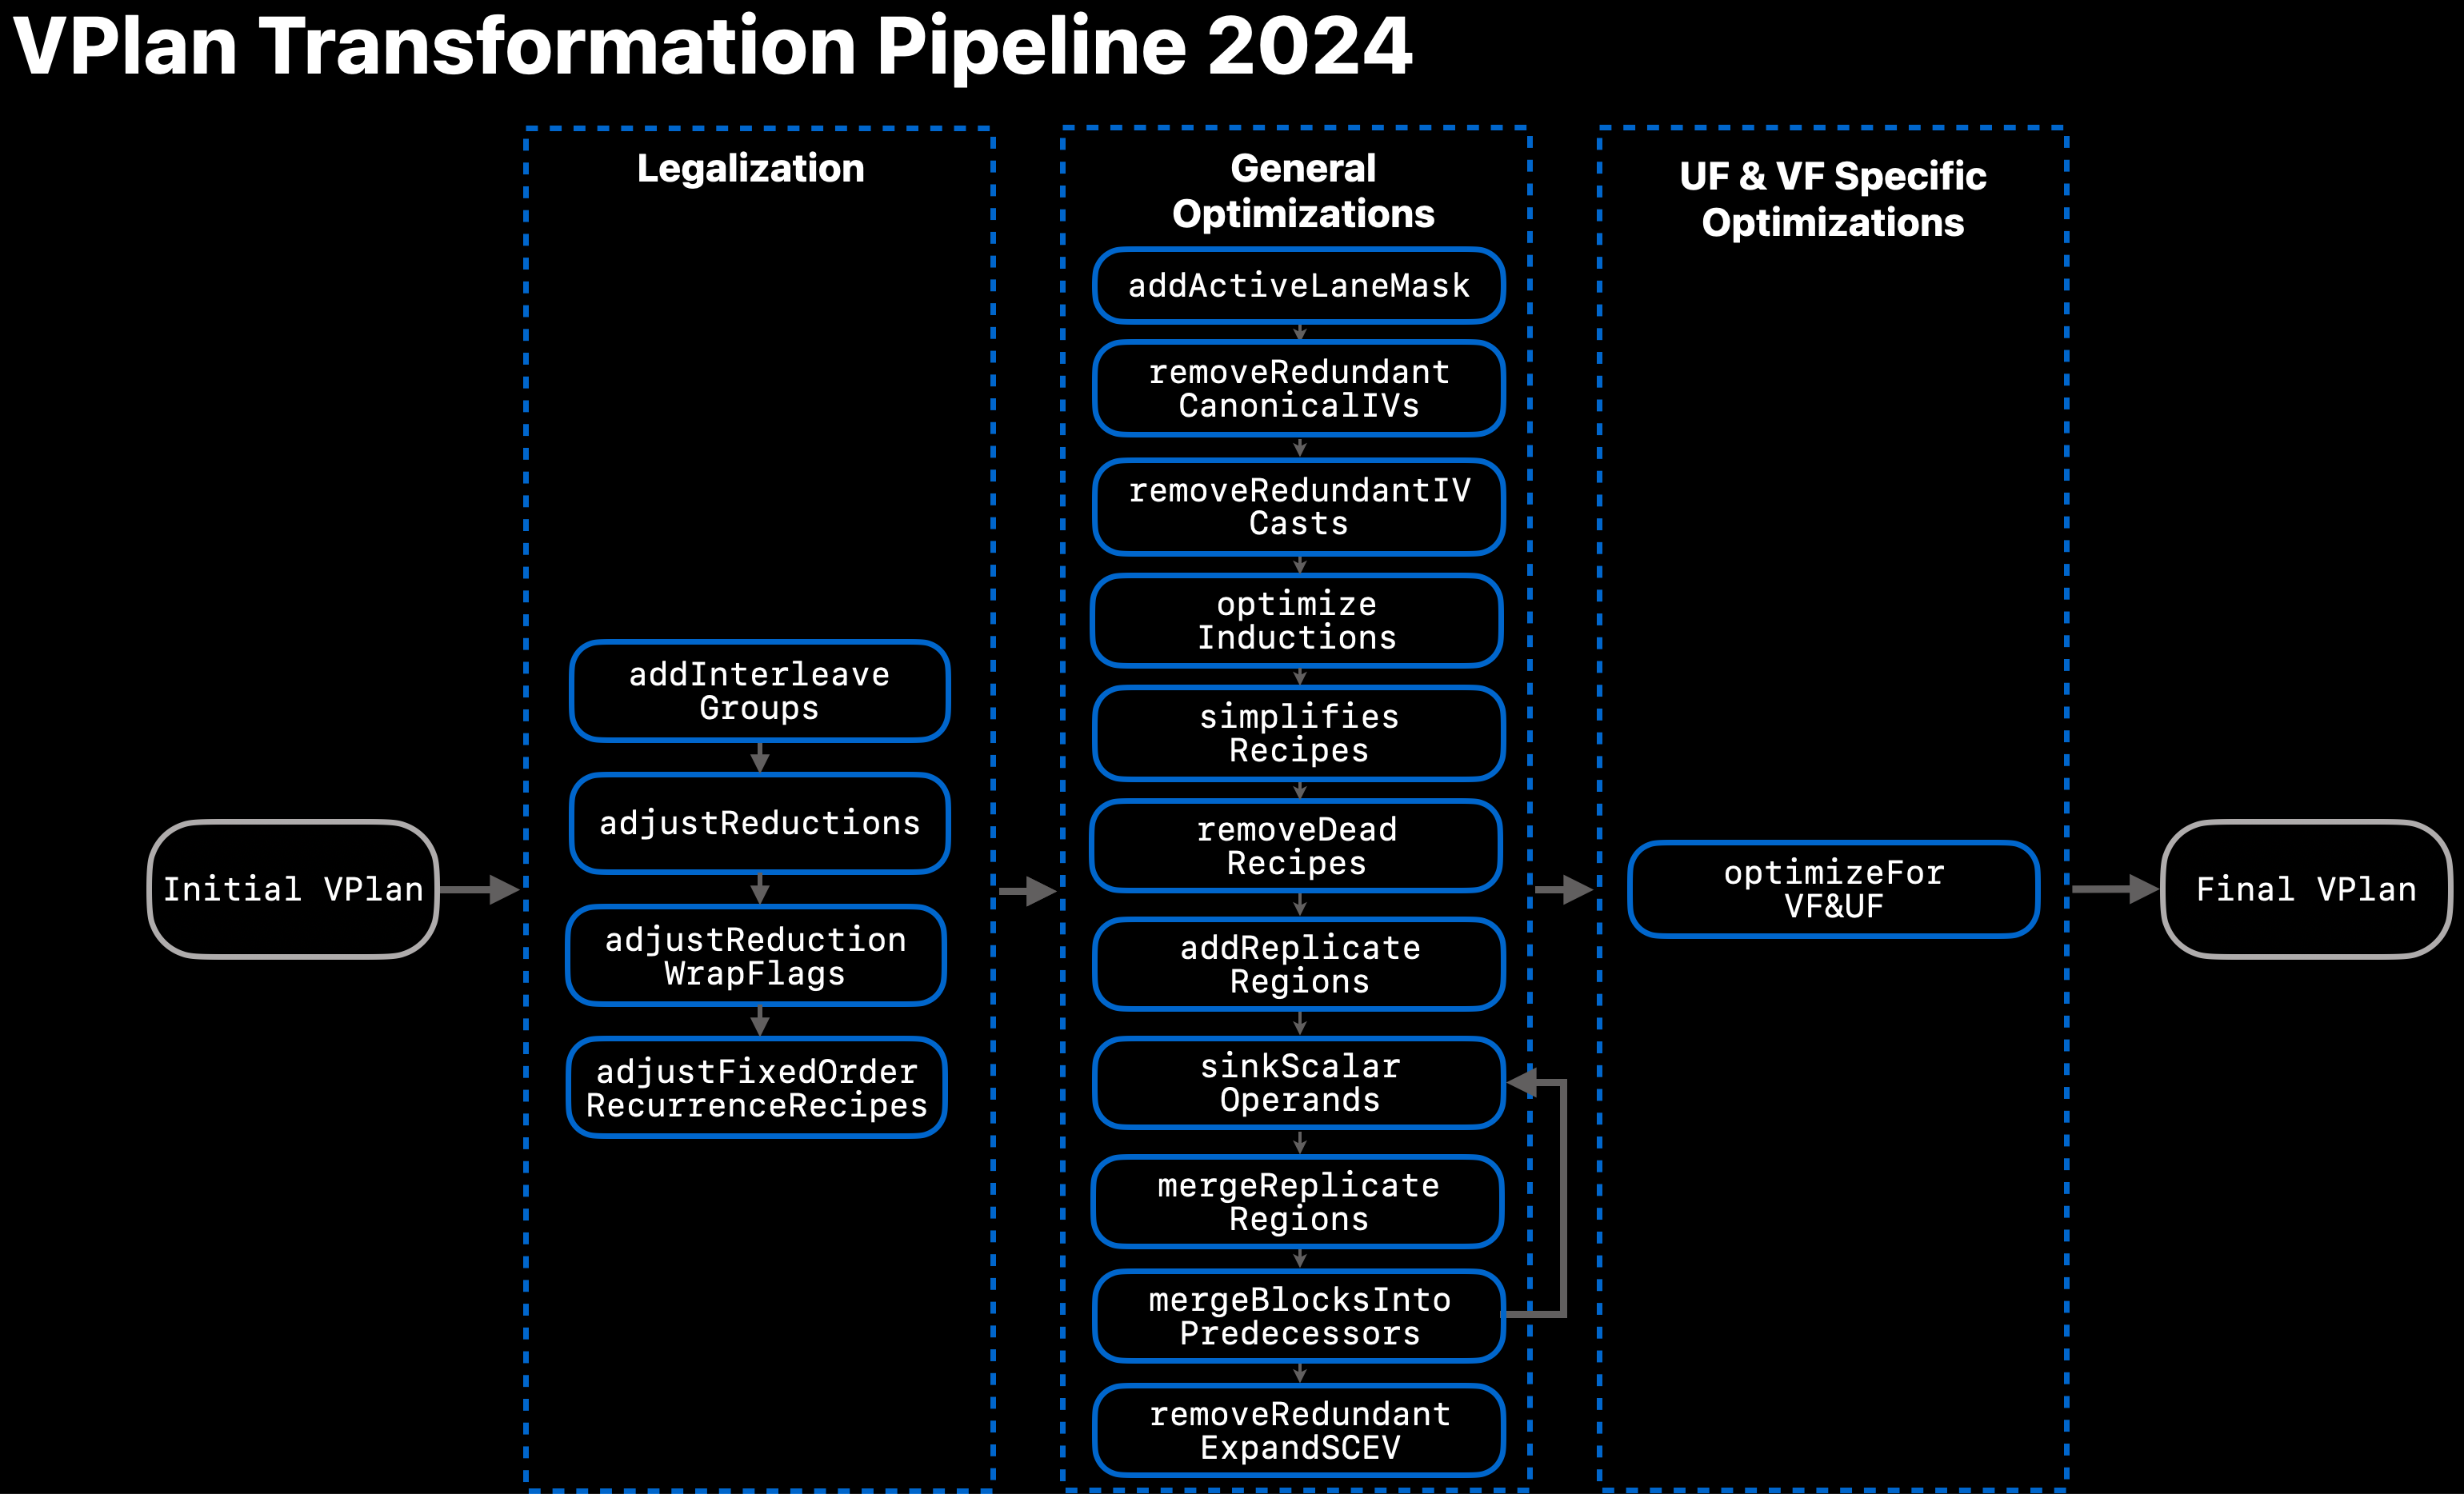 VPlan Transformation Pipeline 2024
Initial VPlan
Legalization
addInterleave
Groups
adjustReductions
adjustReduction
WrapFlags
adjustFixedOrder
RecurrenceRecipes
General
Optimizations
addActiveLaneMask
removeRedundant
CanonicalIVs
removeRedundantIV
Casts
optimize
Inductions
simplifies
Recipes
removeDead
Recipes
addReplicate
Regions
sinkScalar
Operands
mergeReplicate
Regions
mergeBlocksInto
Predecessors
removeRedundant
ExpandSCEV
UF & VF Specific
Optimizations
optimizeFor
VF&UF
Final VPlan